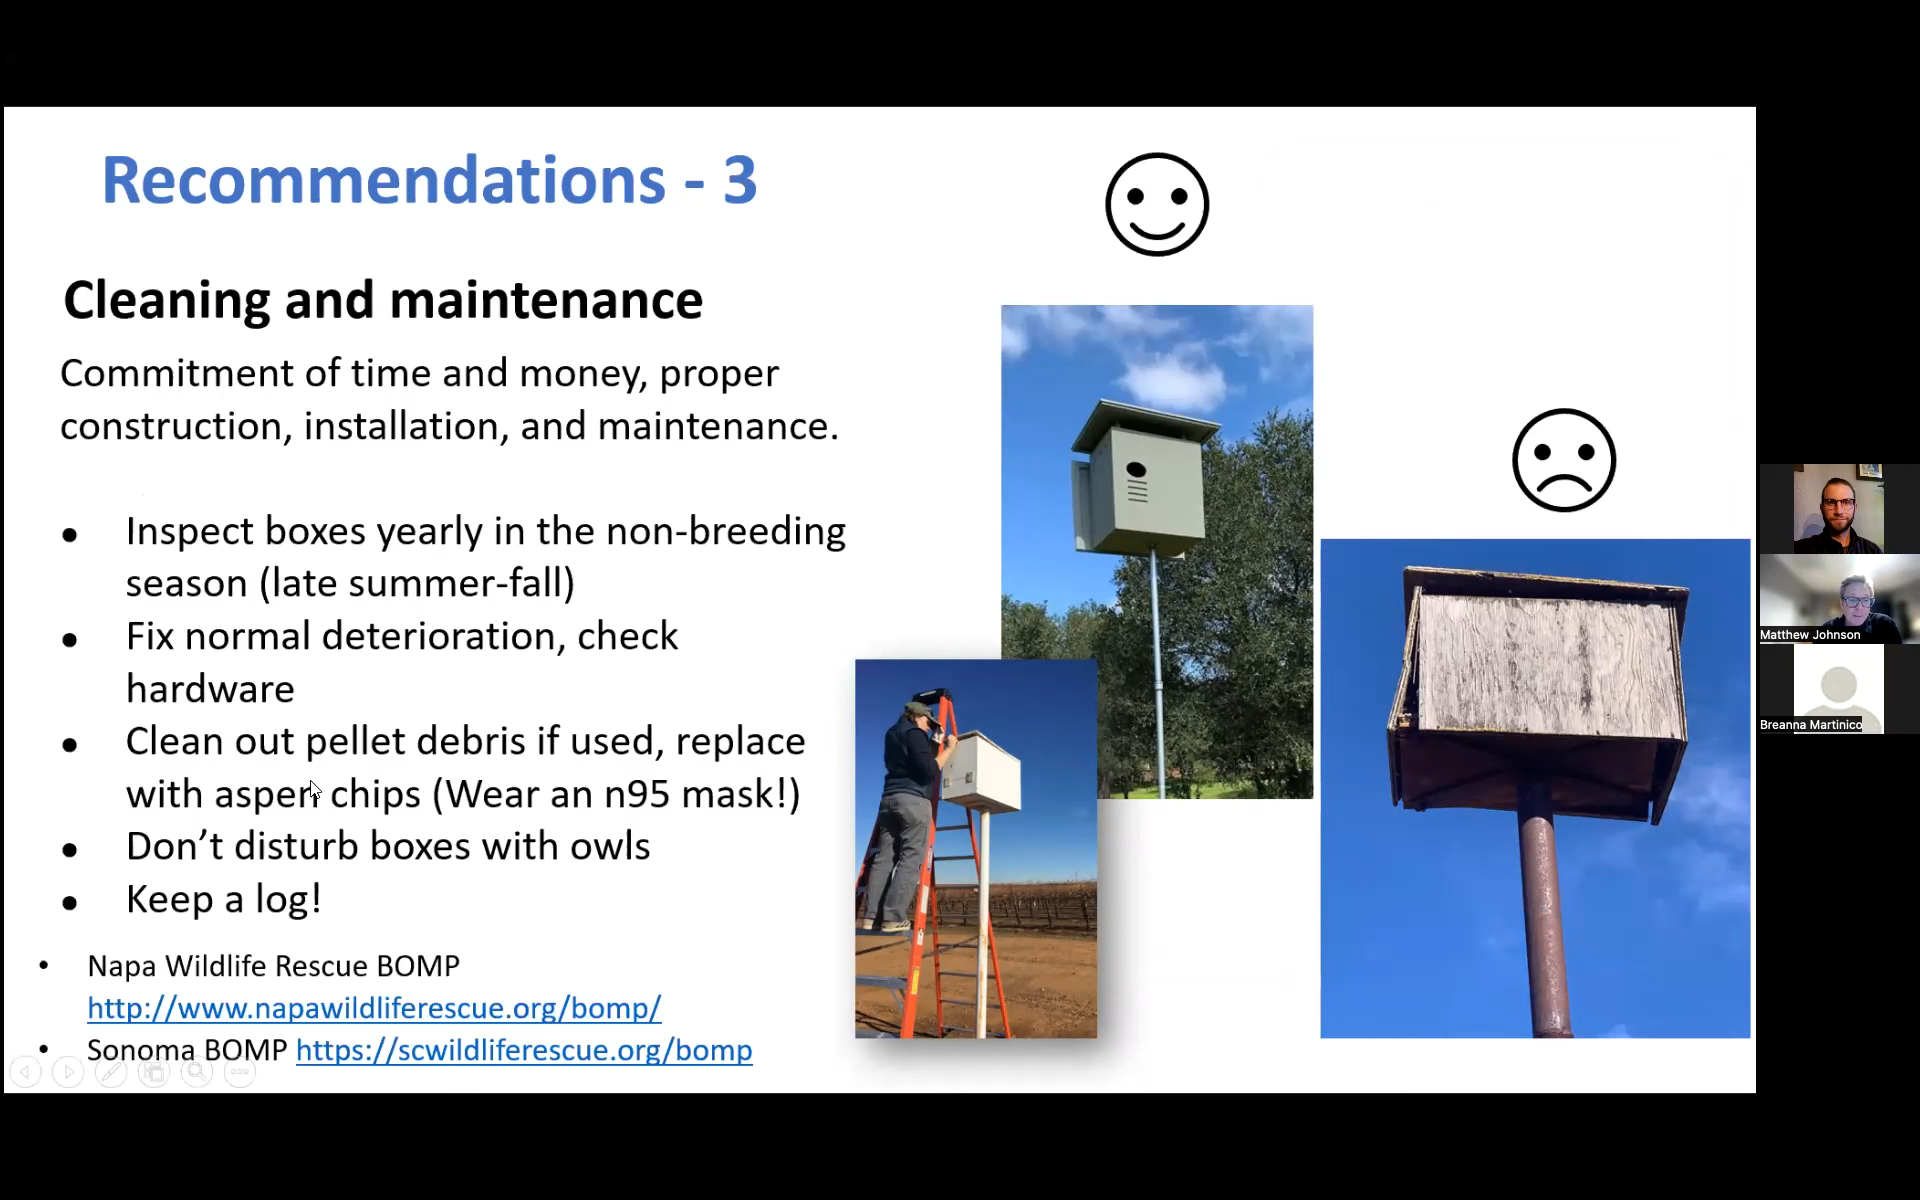 Recommendations - 3
Cleaning and maintenance
Commitment of time and money, proper
construction, installation, and maintenance.
• Inspect boxes yearly in the non-breeding
season (late summer-fall)
• Fix normal deterioration, check
hardware
• Clean out pellet debris if used, replace
with aspen chips (Wear an n95 mask!)
• Don’t disturb boxes with owls
• Keep a log!
• Napa Wildlife Rescue BOMP
http://www.napawildliferescue.org/bomp/
• Sonoma BOMP https://scwildliferescue.org/bomp
Matthew Johnson
Breanna Martinico